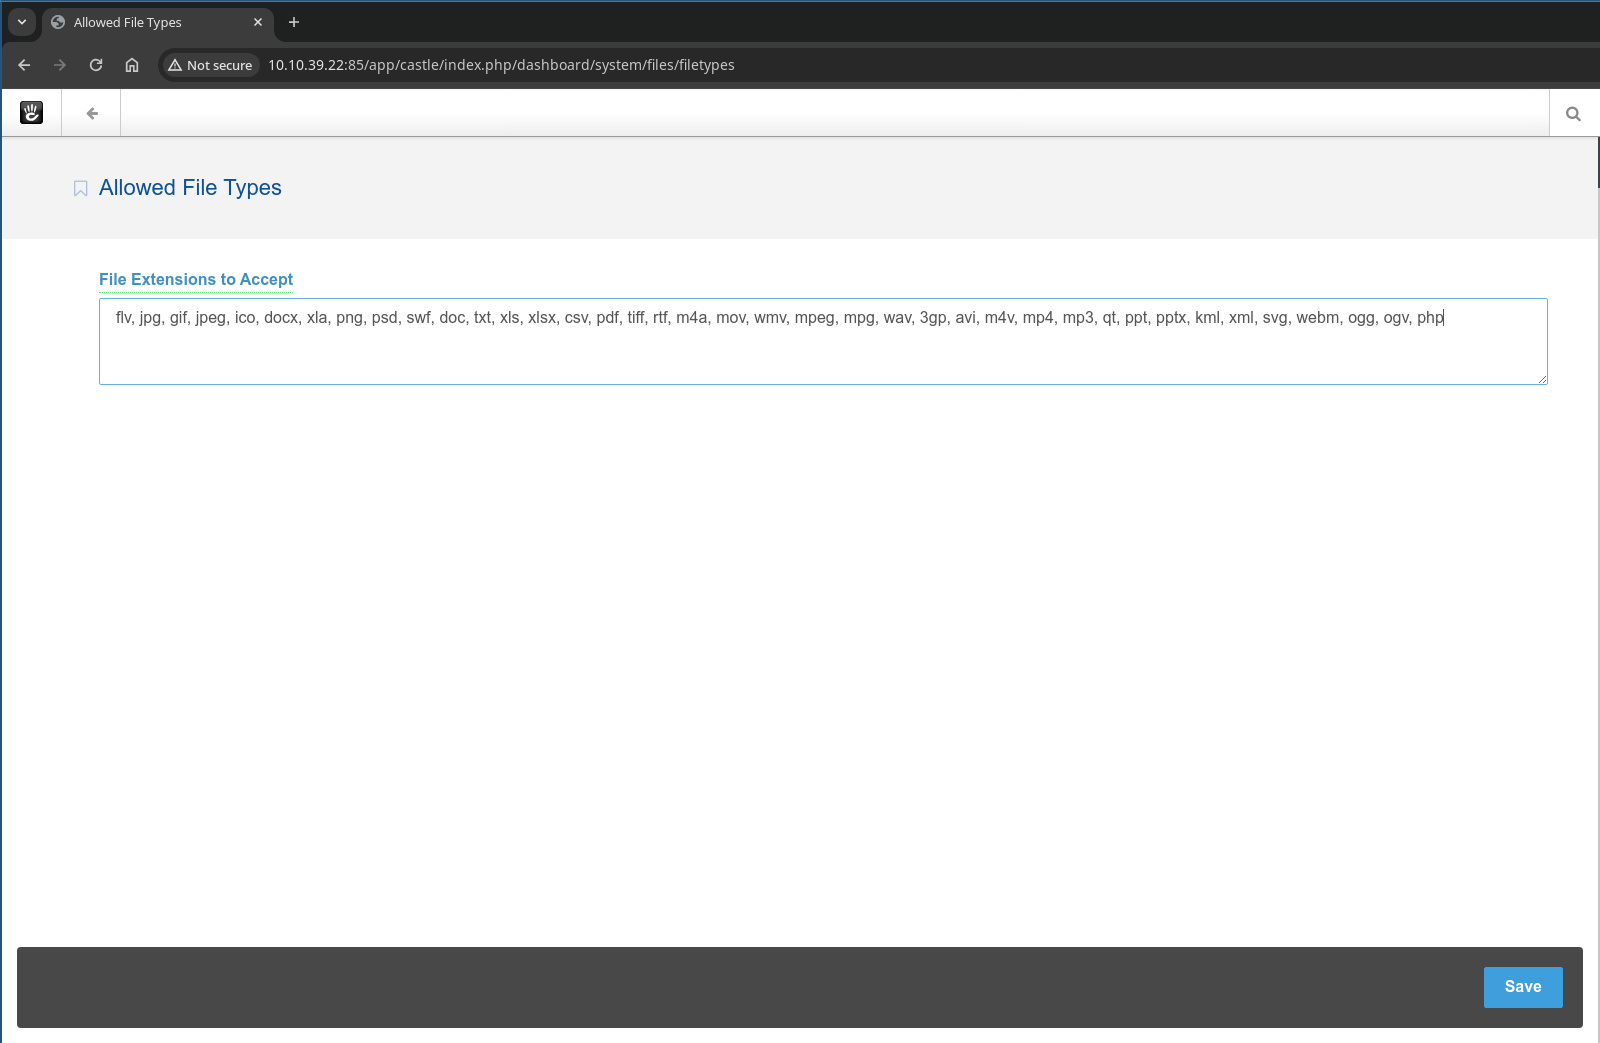 Allowed File Types
Not secure 10.10.39.22:85/app/castle/index.php/dashboard/system/files/filetypes
Allowed File Types
File Extensions to Accept
flv, jpg, gif, jpeg, ico, docx, xla, png, psd, swf, doc, txt, xls, xlsx, csv, pdf, tiff, rtf, m4a, mov, wmv, mpeg, mpg, wav, 3gp, avi, m4v, mp4, mp3, qt, ppt, pptx, kml, xml, svg, webm, ogg, ogv, php
Save